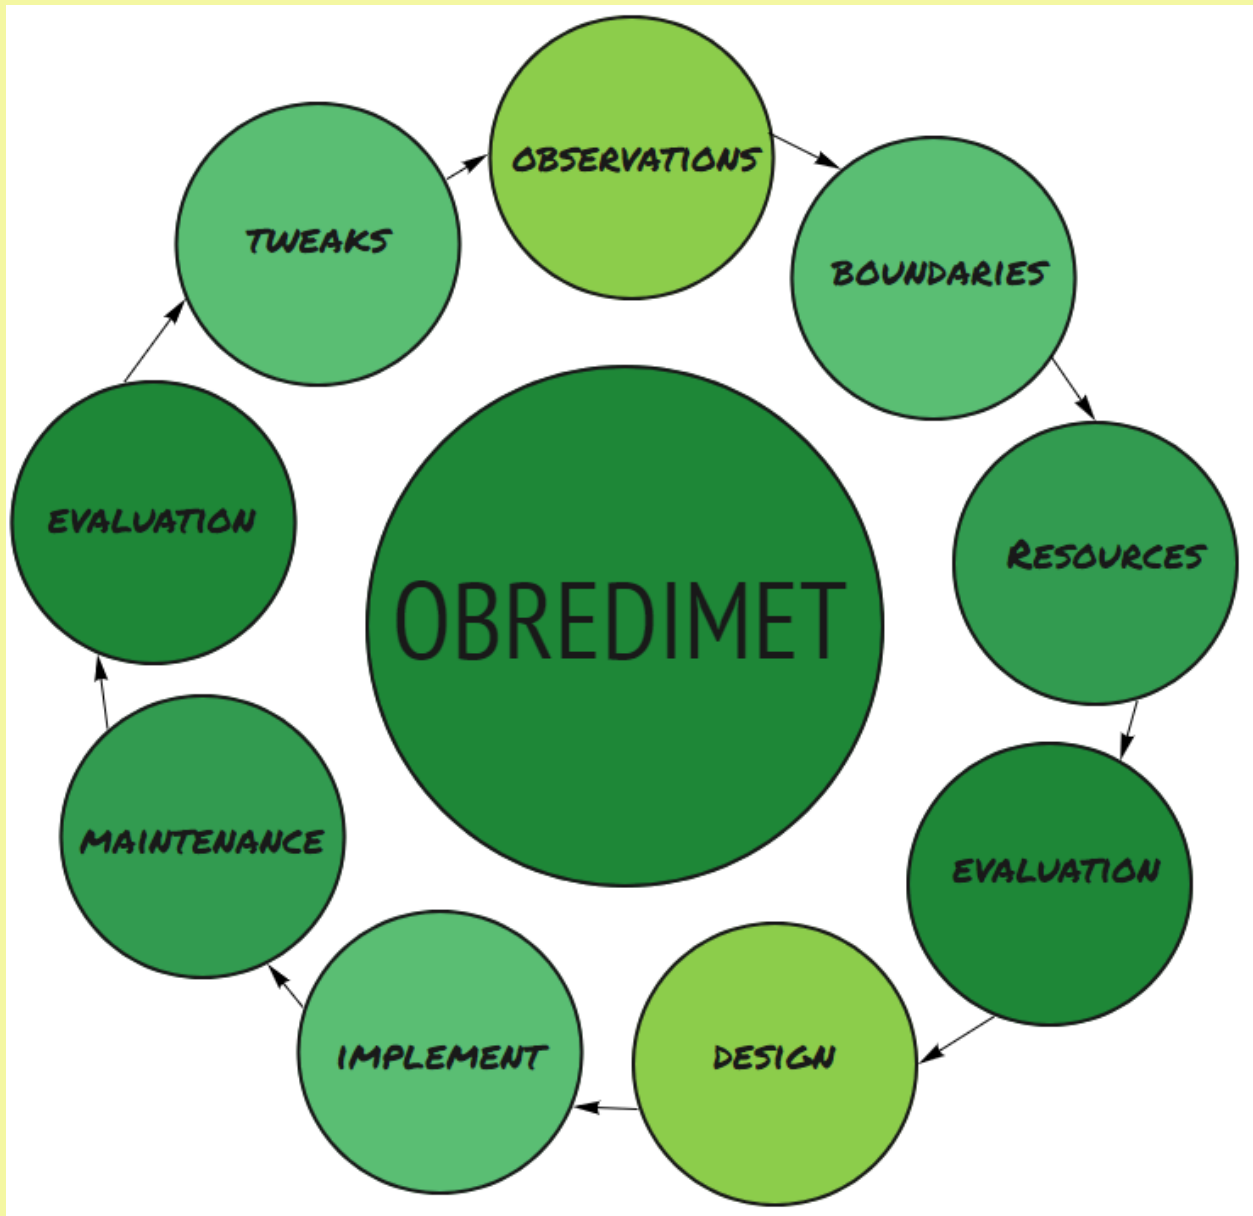 OBSERVATIONS
BOUNDARIES
RESOURCES
EVALUATION
DESIGN
IMPLEMENT
MAINTENANCE
EVALUATION
TWEAKS
OBREDIMET